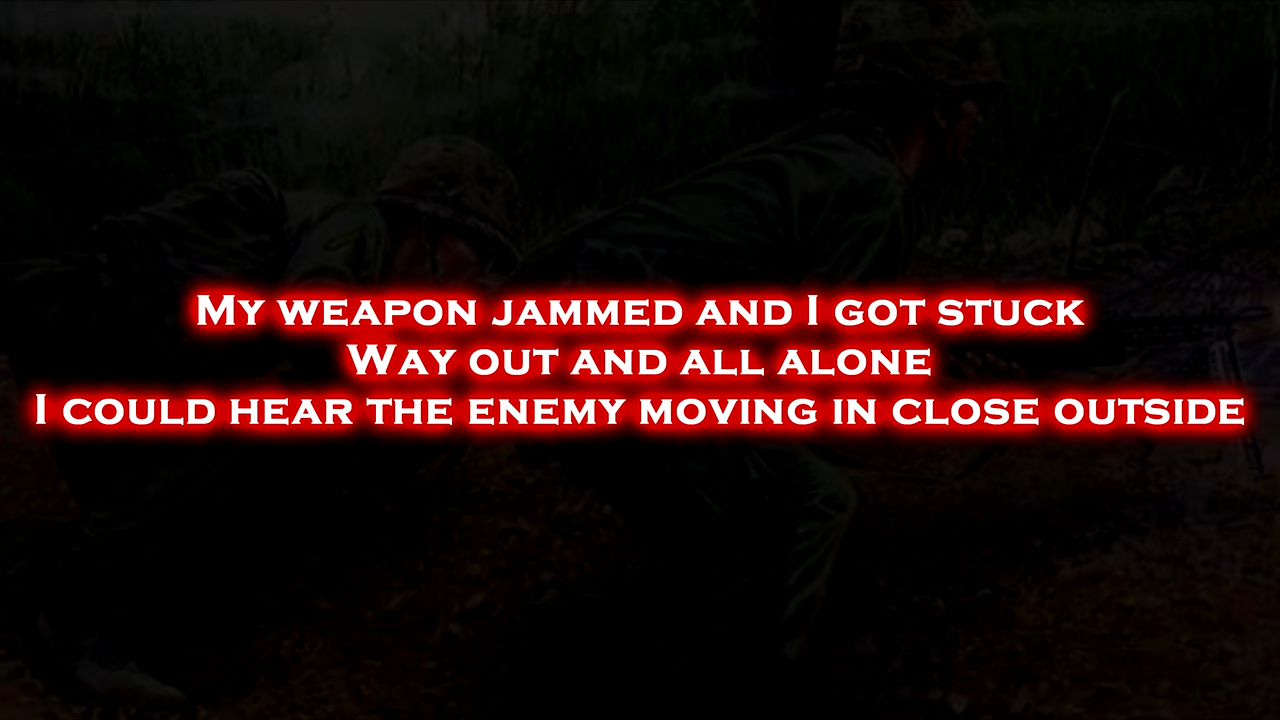 My weapon jammed and I got stuck
Way out and all alone
I could hear the enemy moving in close outside